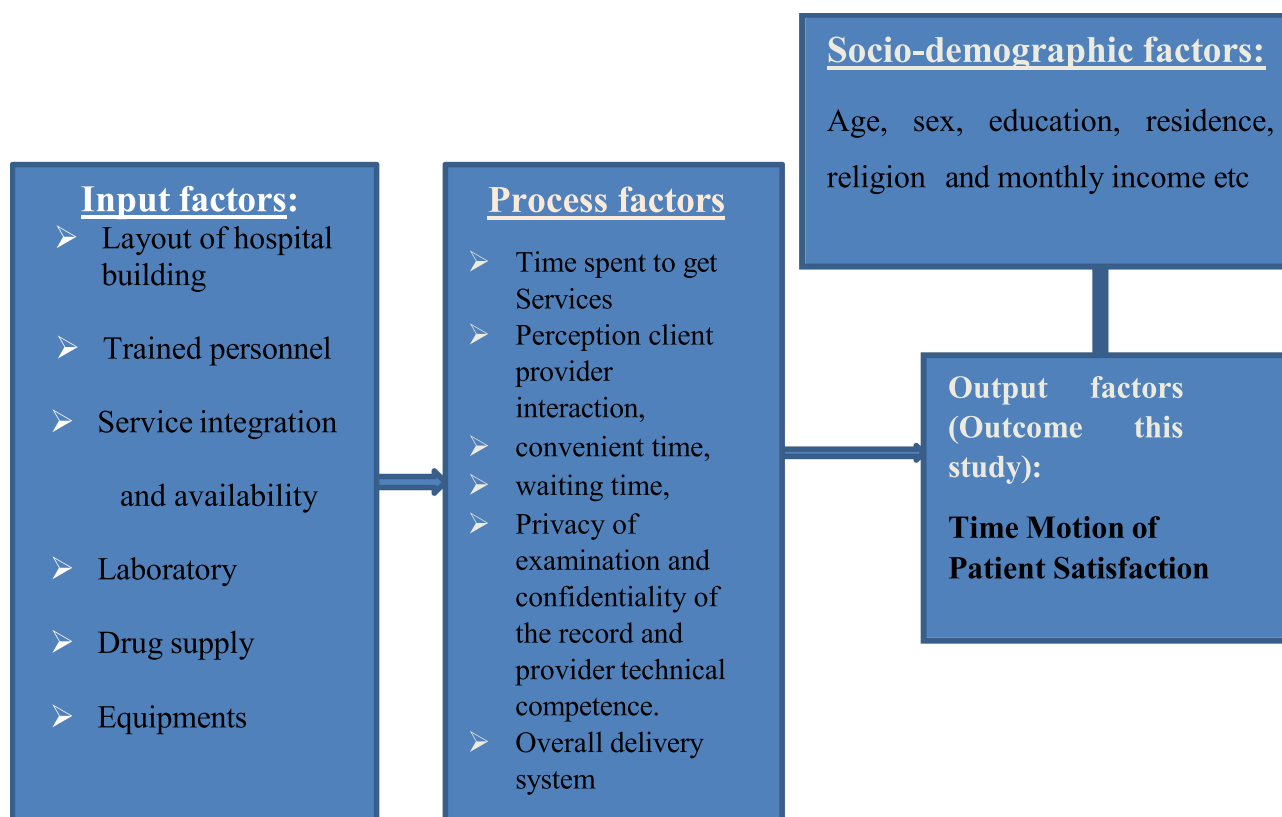 Input factors:
Layout of hospital
building
Trained personnel
Service integration
and availability
Laboratory
Drug supply
Equipments
Process factors
Time spent to get
Services
Perception client
provider
interaction,
convenient time,
waiting time,
Privacy of
examination and
confidentiality of
the record and
provider technical
competence.
Overall delivery
system
Socio-demographic factors:
Age, sex, education, residence,
religion and monthly income etc
Output factors
(Outcome this
study):
Time Motion of
Patient Satisfaction